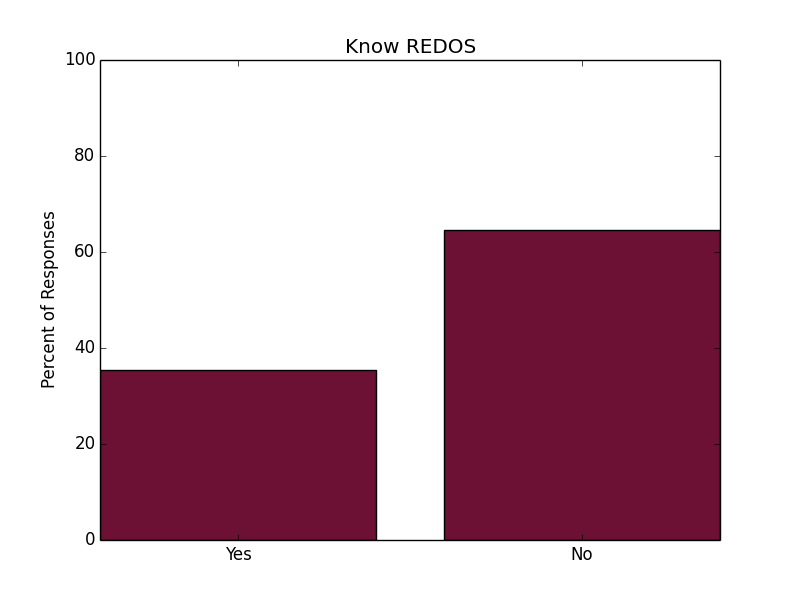 Know REDOS
100
80
60
40
20
0
Percent of Responses
Yes
No